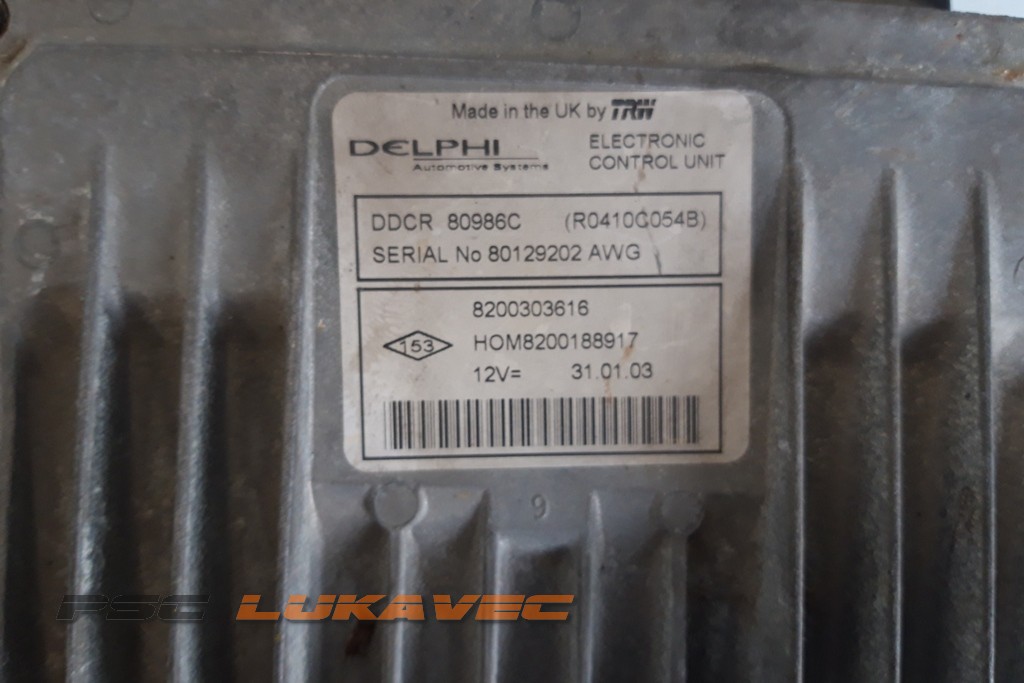 Made in the UK by TRW
DELPHI
Automotive Systems
ELECTRONIC
CONTROL UNIT
DDCR 80986C (R0410C054B)
SERIAL No 80129202 AWG
8200303616
153 HOM8200188917
12V= 31.01.03
9
PSC LUKAVEC